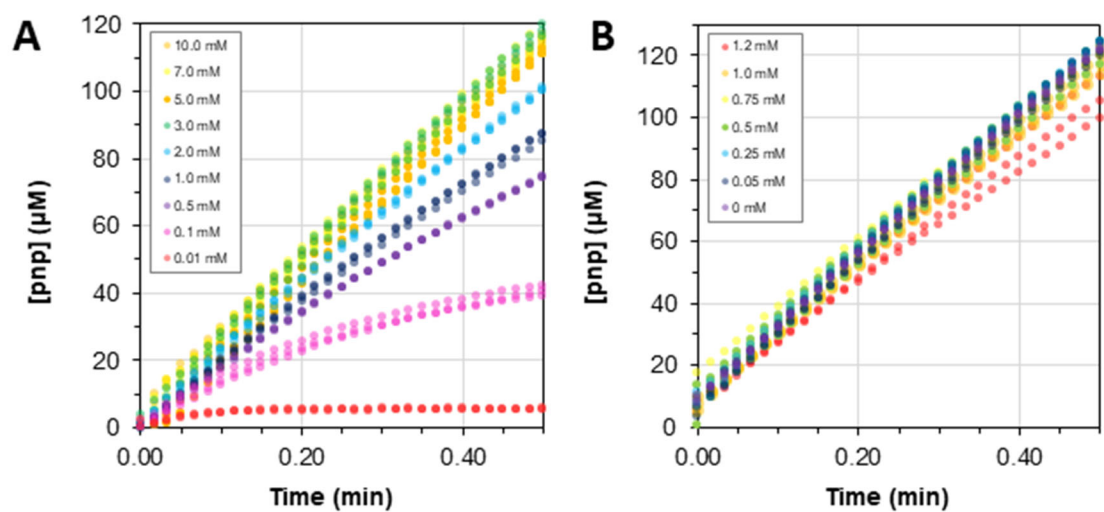 A
120
100
80
60
40
20
0
10.0 mM
7.0 mM
5.0 mM
3.0 mM
2.0 mM
1.0 mM
0.5 mM
0.1 mM
0.01 mM
[pnp] (µM)
0.00 0.20 0.40
Time (min)
B
120
100
80
60
40
20
0
1.2 mM
1.0 mM
0.75 mM
0.5 mM
0.25 mM
0.05 mM
0 mM
[pnp] (µM)
0.00 0.20 0.40
Time (min)